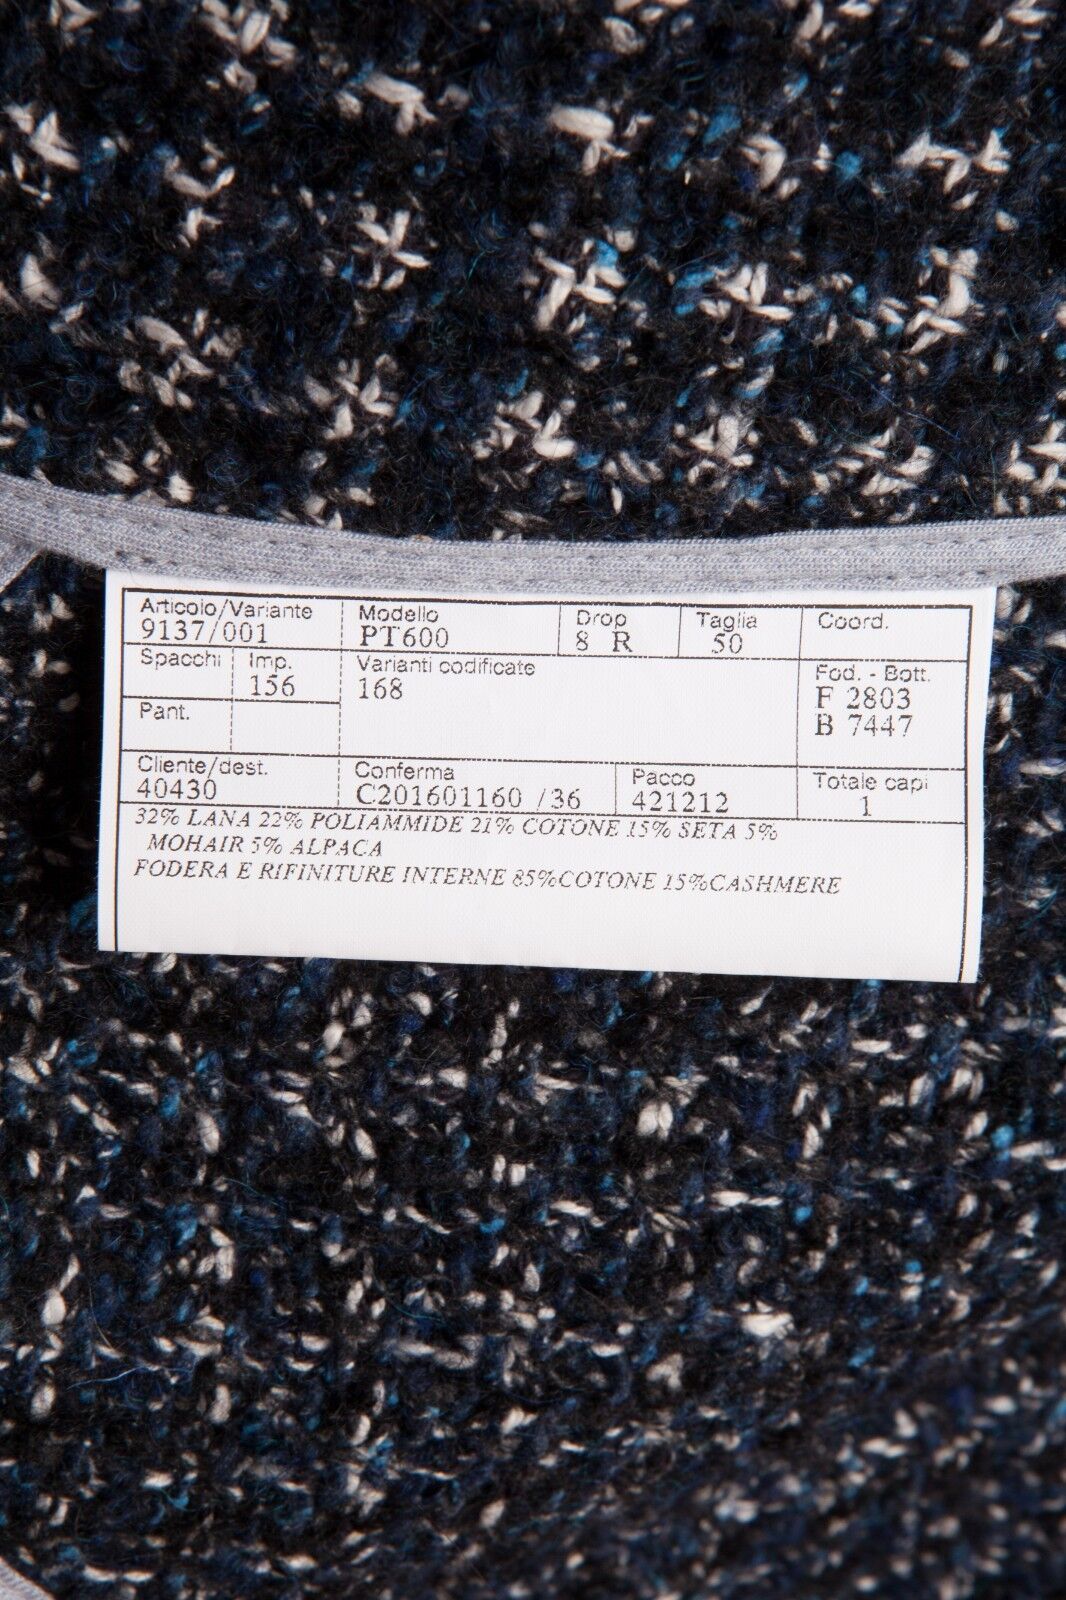 Articolo/Variante Modello Drop Taglia Coord.
9137/001 PT600 8 R 50
Spacchi Imp. Varianti codificate Fod. - Bott.
156 168 F 2803
Pant. B 7447
Cliente/dest. Conferma Pacco Totale capi
40430 C201601160 /36 421212 1
32% LANA 22% POLIAMMIDE 21% COTONE 15% SETA 5%
MOHAIR 5% ALPACA
FODERA E RIFINITURE INTERNE 85%COTONE 15%CASHMERE